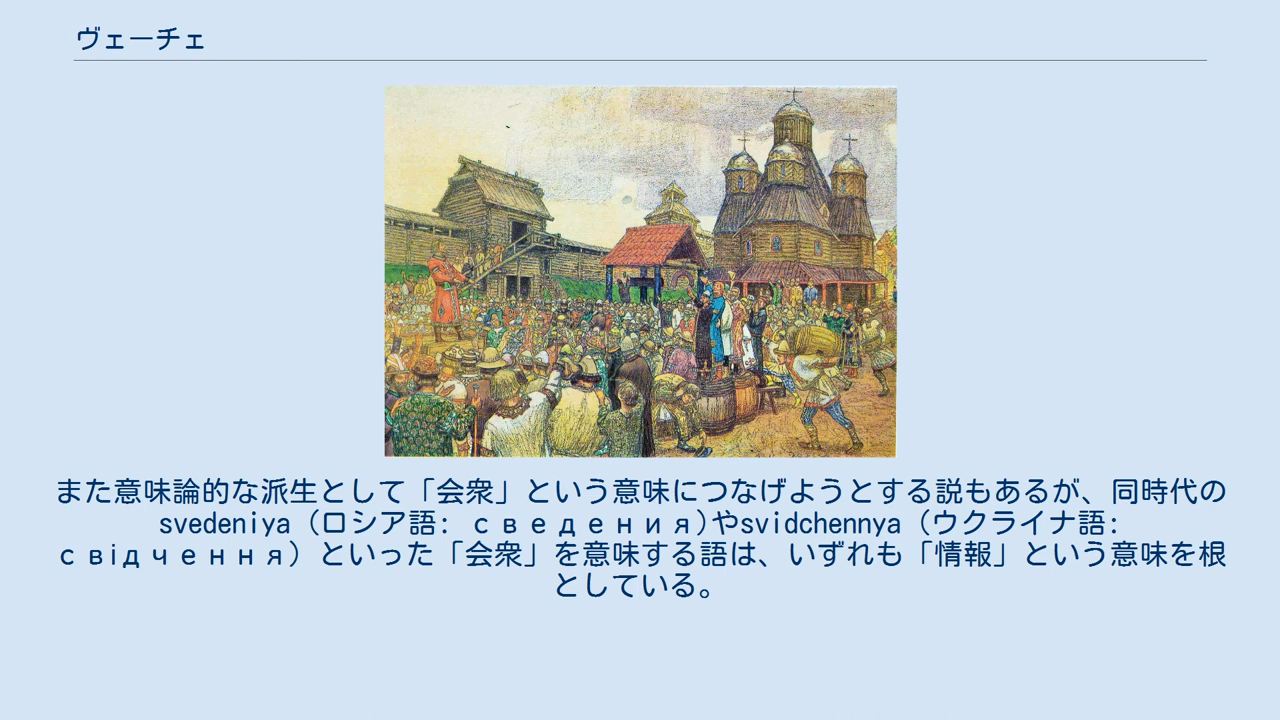 ヴェーチェ
また意味論的な派生として「会衆」という意味につなげようとする説もあるが、同時代の
svedeniya（ロシア語: сведения)やsvidchennya（ウクライナ語:
свідчення）といった「会衆」を意味する語は、いずれも「情報」という意味を根
としている。